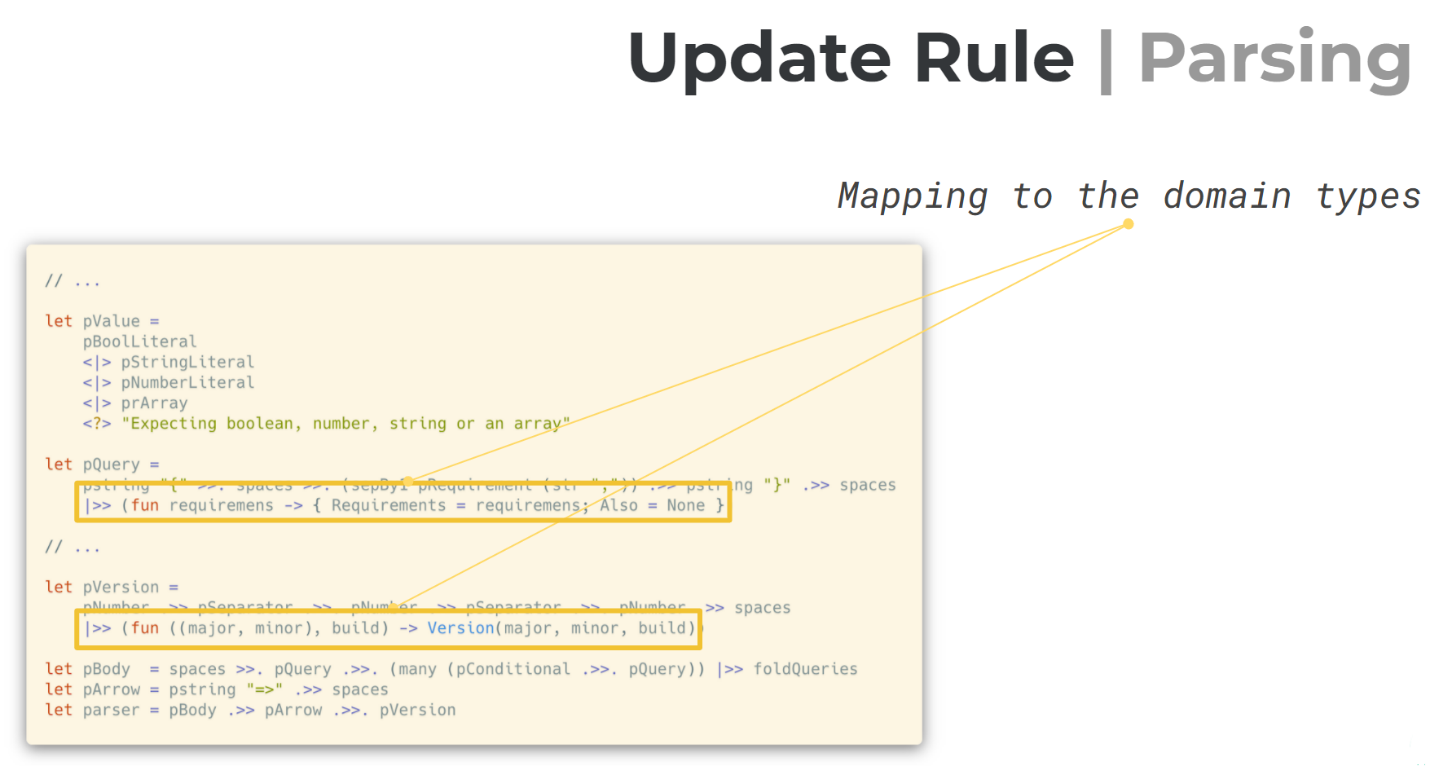 Update Rule | Parsing
Mapping to the domain types
// ...
let pValue =
    pBoolLiteral
    <|> pStringLiteral
    <|> pNumberLiteral
    <|> prArray
    <?> "Expecting boolean, number, string or an array"
let pQuery =
    pstring "{" >>. spaces >>. (sepBy1 pRequirement (str ";")) .>> pstring "}" .>> spaces
    |>> (fun requiremens -> { Requirements = requiremens; Also = None }
// ...
let pVersion =
    pNumber .>> pSeparator .>>. pNumber .>> pSeparator .>>. pNumber .>> spaces
    |>> (fun ((major, minor), build) -> Version(major, minor, build))
let pBody  = spaces >>. pQuery .>>. (many (pConditional .>>. pQuery)) |>> foldQueries
let pArrow = pstring "=>" .>> spaces
let parser = pBody .>> pArrow .>>. pVersion